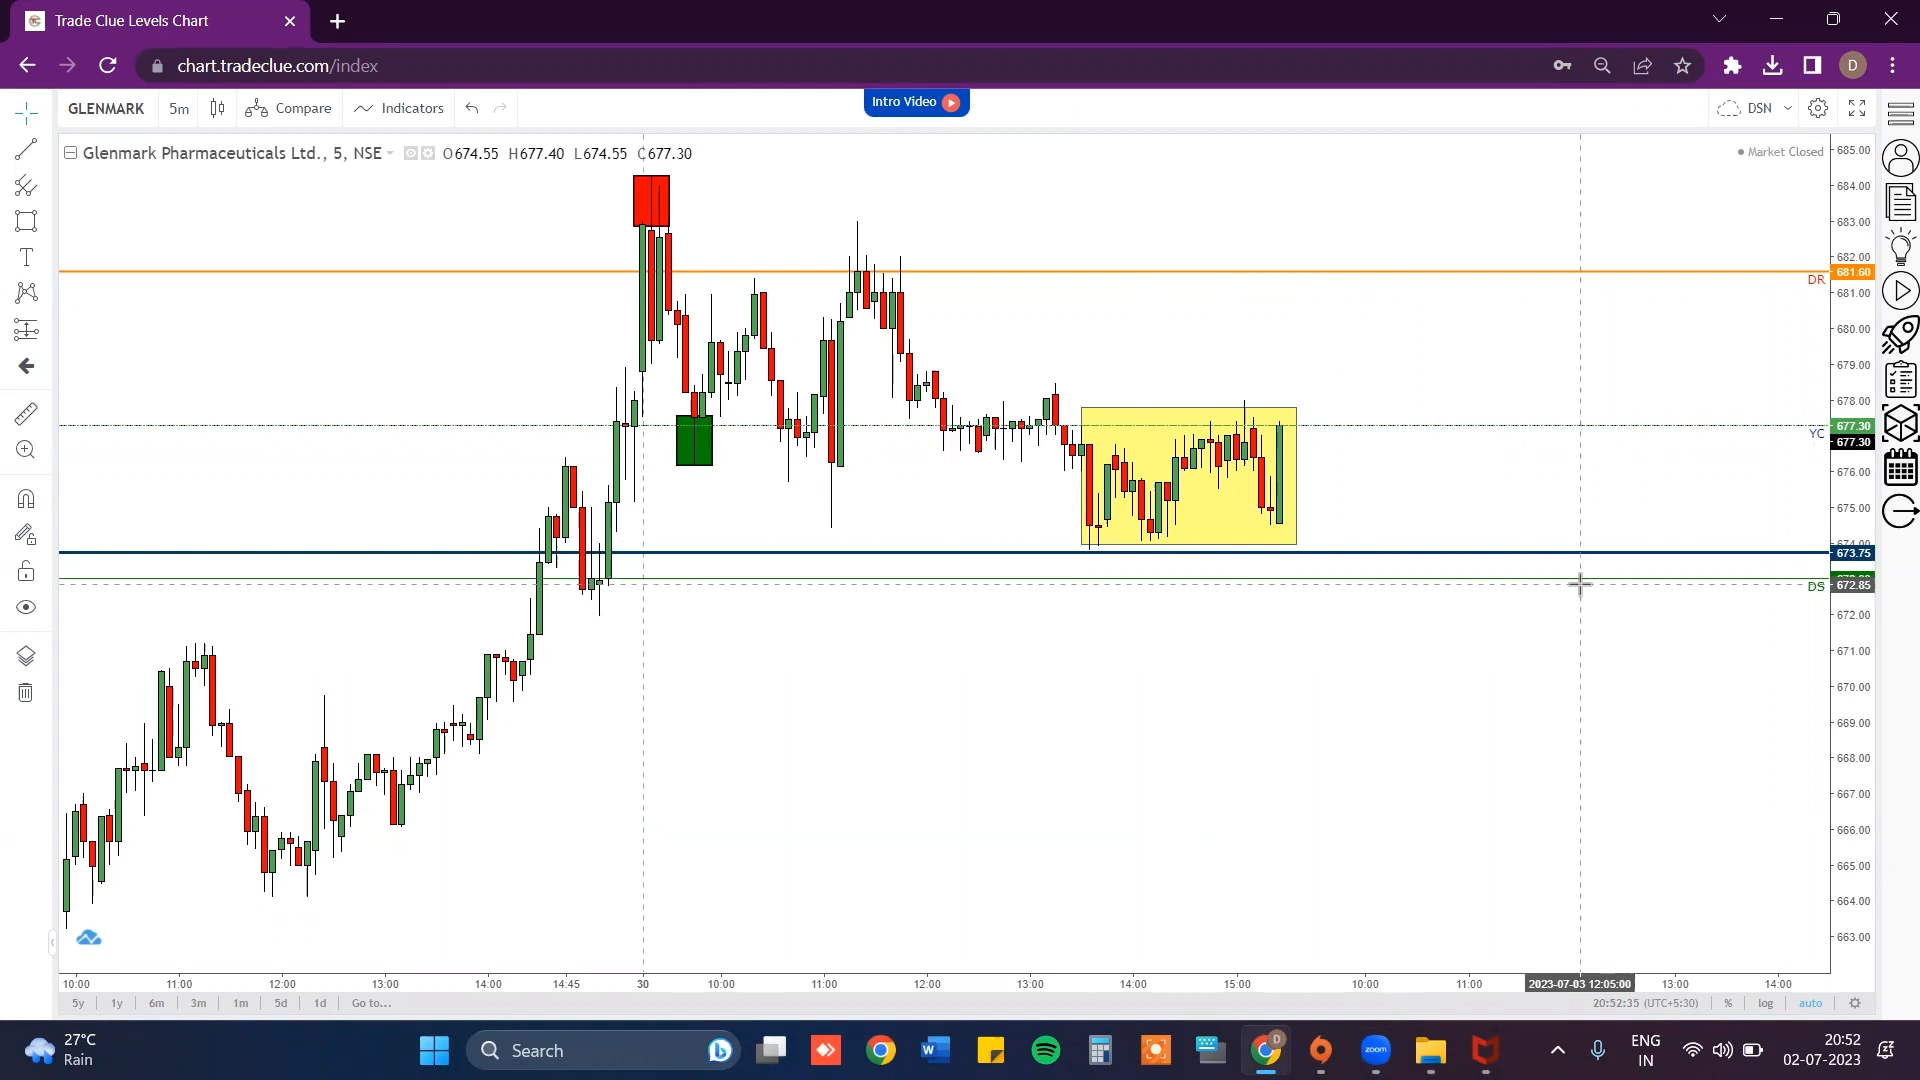 Trade Clue Levels Chart
chart.tradeclue.com/index
D
GLENMARK 5m Compare Indicators
Intro Video
DSN
Glenmark Pharmaceuticals Ltd., 5, NSE O674.55 H677.40 L674.55 C677.30
Market Closed
685.00
684.00
683.00
682.00
681.60
DR
681.00
680.00
679.00
678.00
677.30
YC
677.30
676.00
675.00
674.00
673.75
DS
672.85
672.00
671.00
670.00
669.00
668.00
667.00
666.00
665.00
664.00
663.00
10:00 11:00 12:00 13:00 14:00 14:45 30 10:00 11:00 12:00 13:00 14:00 15:00 10:00 11:00 2023-07-03 12:05:00 13:00 14:00
5y 1y 6m 3m 1m 5d 1d Go to... 20:52:35 (UTC+5:30) % log auto
27°C
Rain
Search
zoom
D
ENG
IN
20:52
02-07-2023